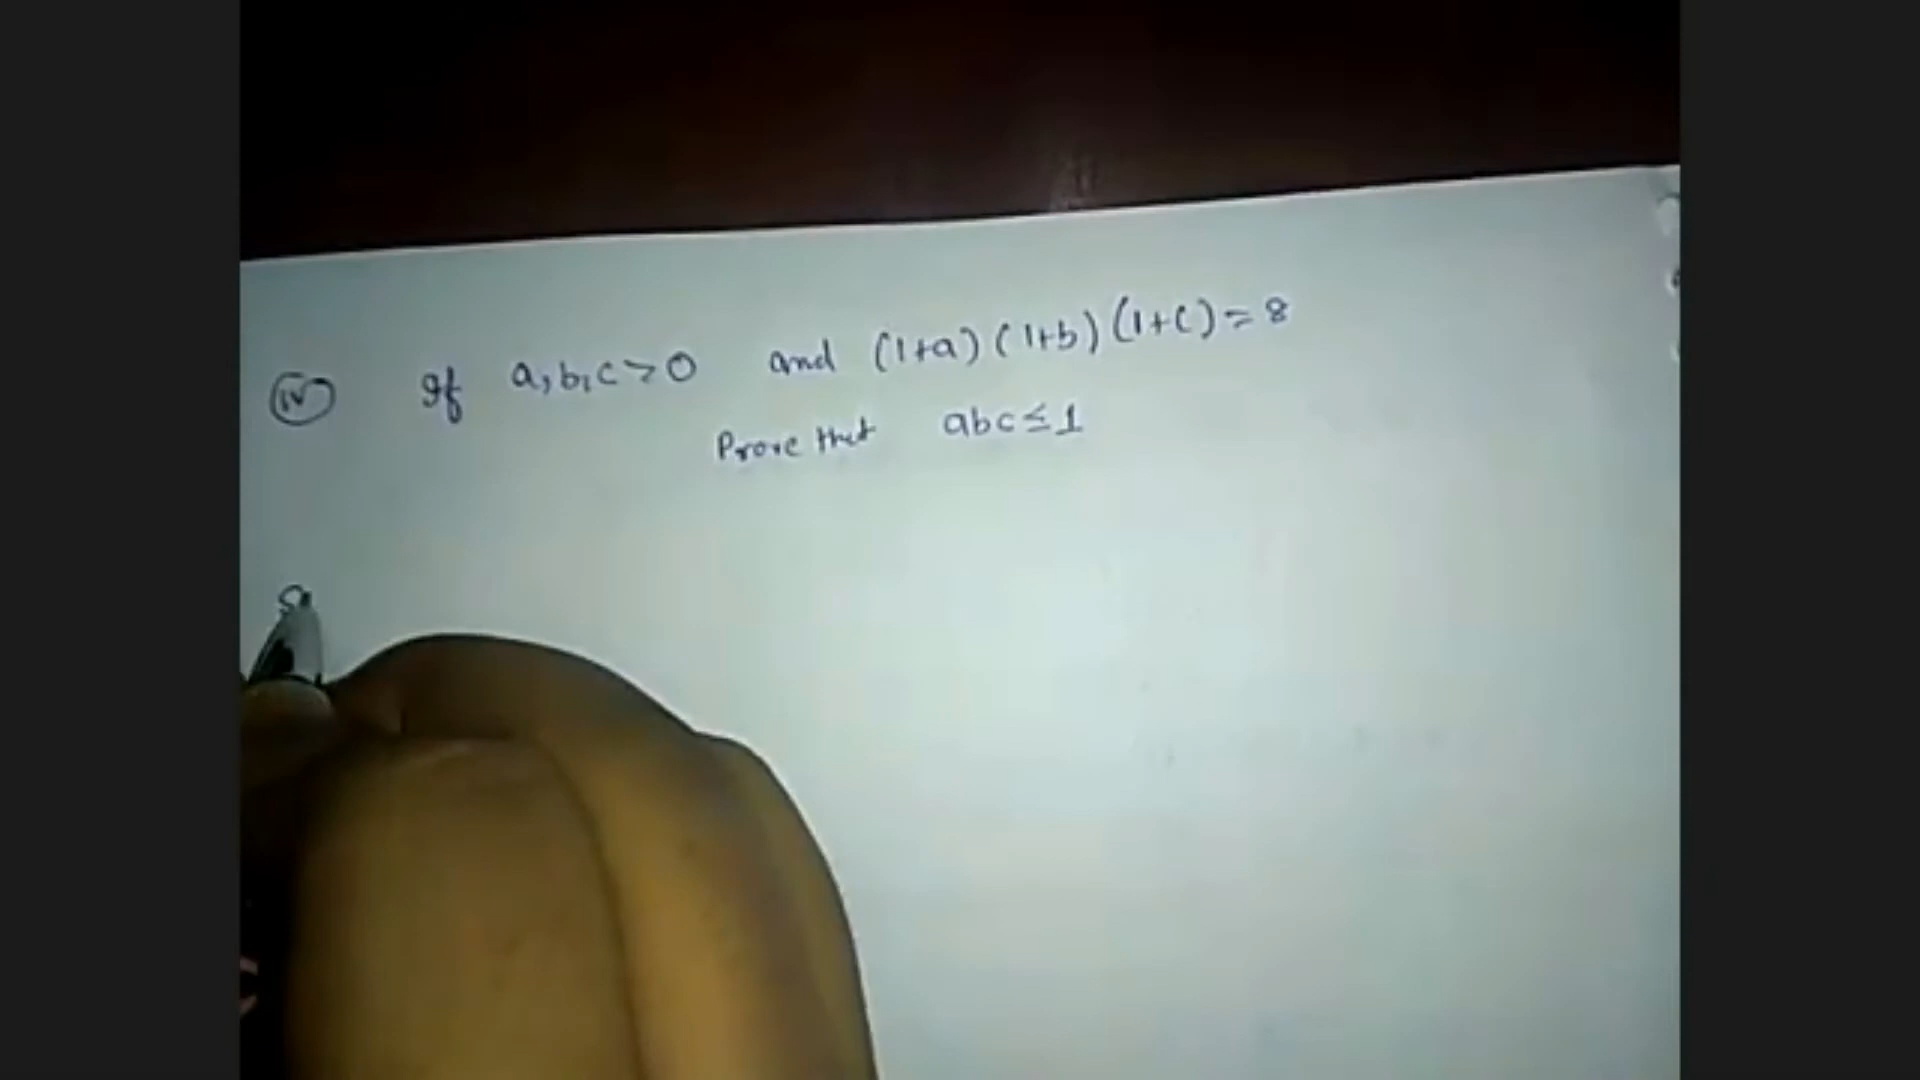 (iv) If a, b, c > 0 and (1+a) (1+b) (1+c) = 8
Prove that abc ≤ 1